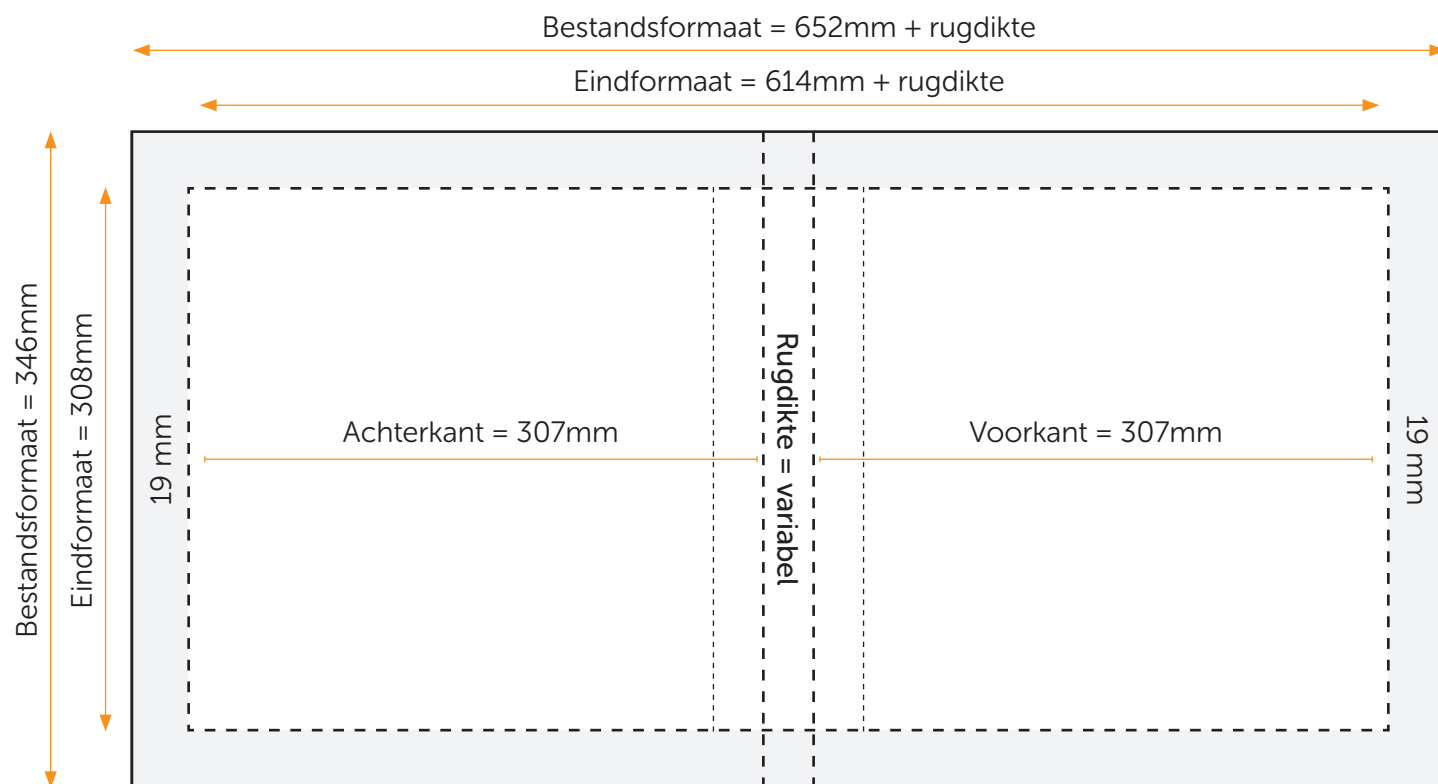 Bestandsformaat = 652mm + rugdikte
Eindformaat = 614mm + rugdikte
Bestandsformaat = 346mm
Eindformaat = 308mm
19 mm
Achterkant = 307mm
Rugdikte = variabel
Voorkant = 307mm
19 mm